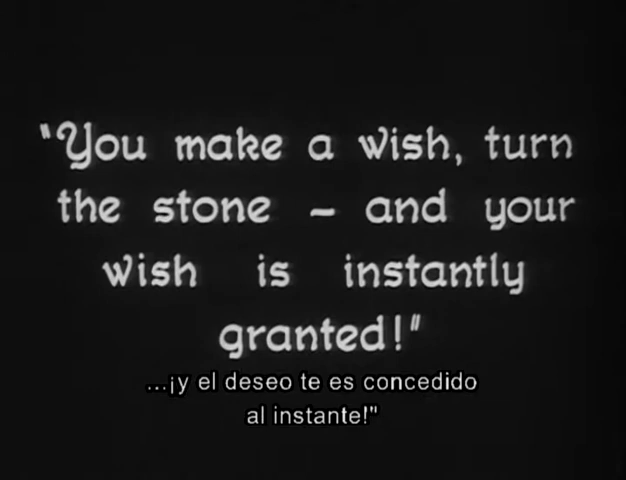 "You make a wish, turn
the stone – and your
wish is instantly
granted!"
...¡y el deseo te es concedido
al instante!"